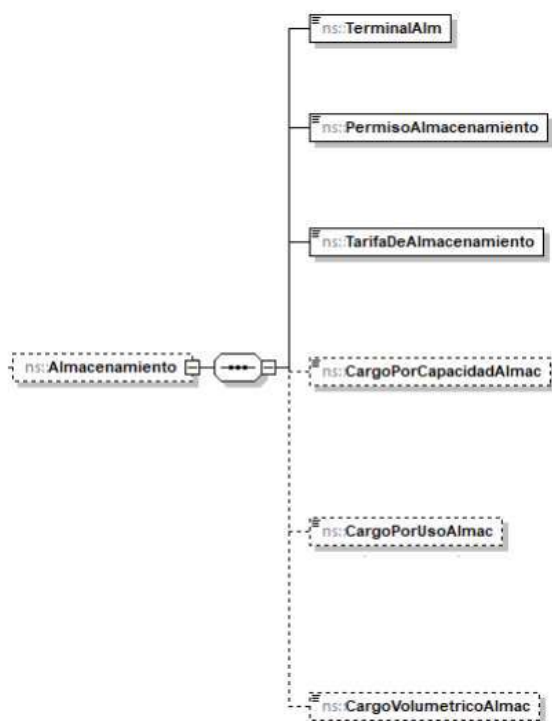 ns::TerminalAlm
ns::PermisoAlmacenamiento
ns::TarifaDeAlmacenamiento
ns::Almacenamiento
ns::CargoPorCapacidadAlmac
ns::CargoPorUsoAlmac
ns::CargoVolumetricoAlmac